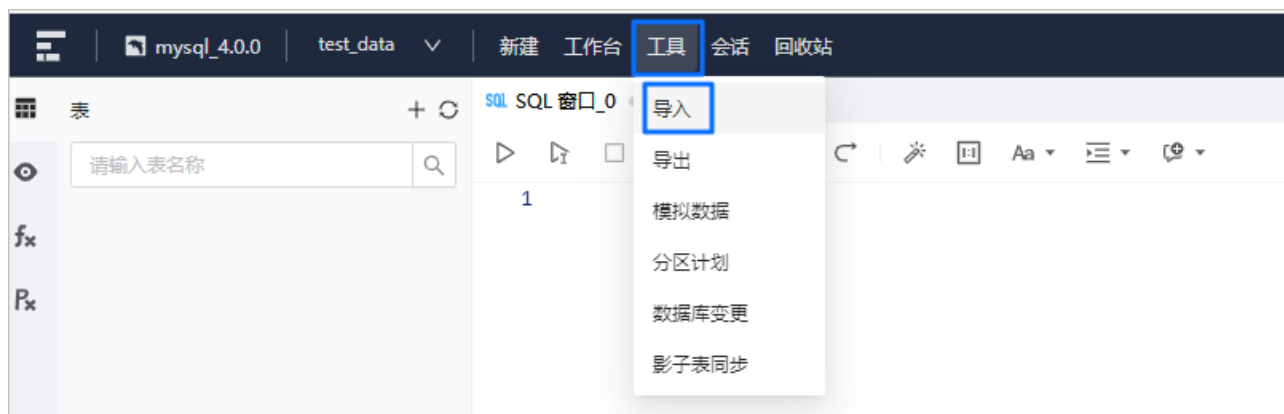 mysql_4.0.0 test_data 新建 工作台 工具 会话 回收站
表
SQL SQL 窗口_0
导入
请输入表名称
导出
Aa
1
模拟数据
分区计划
数据库变更
影子表同步